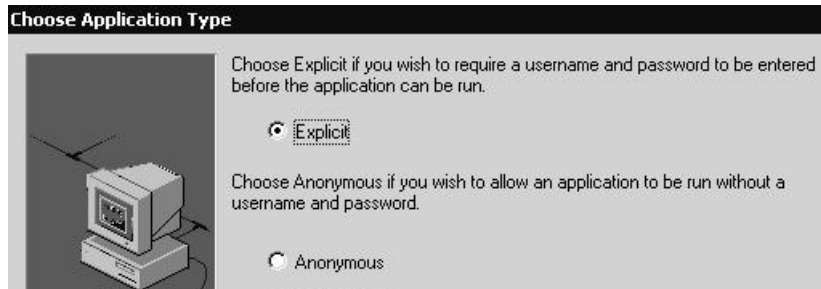 Choose Application Type
Choose Explicit if you wish to require a username and password to be entered
before the application can be run.
Explicit
Choose Anonymous if you wish to allow an application to be run without a
username and password.
Anonymous